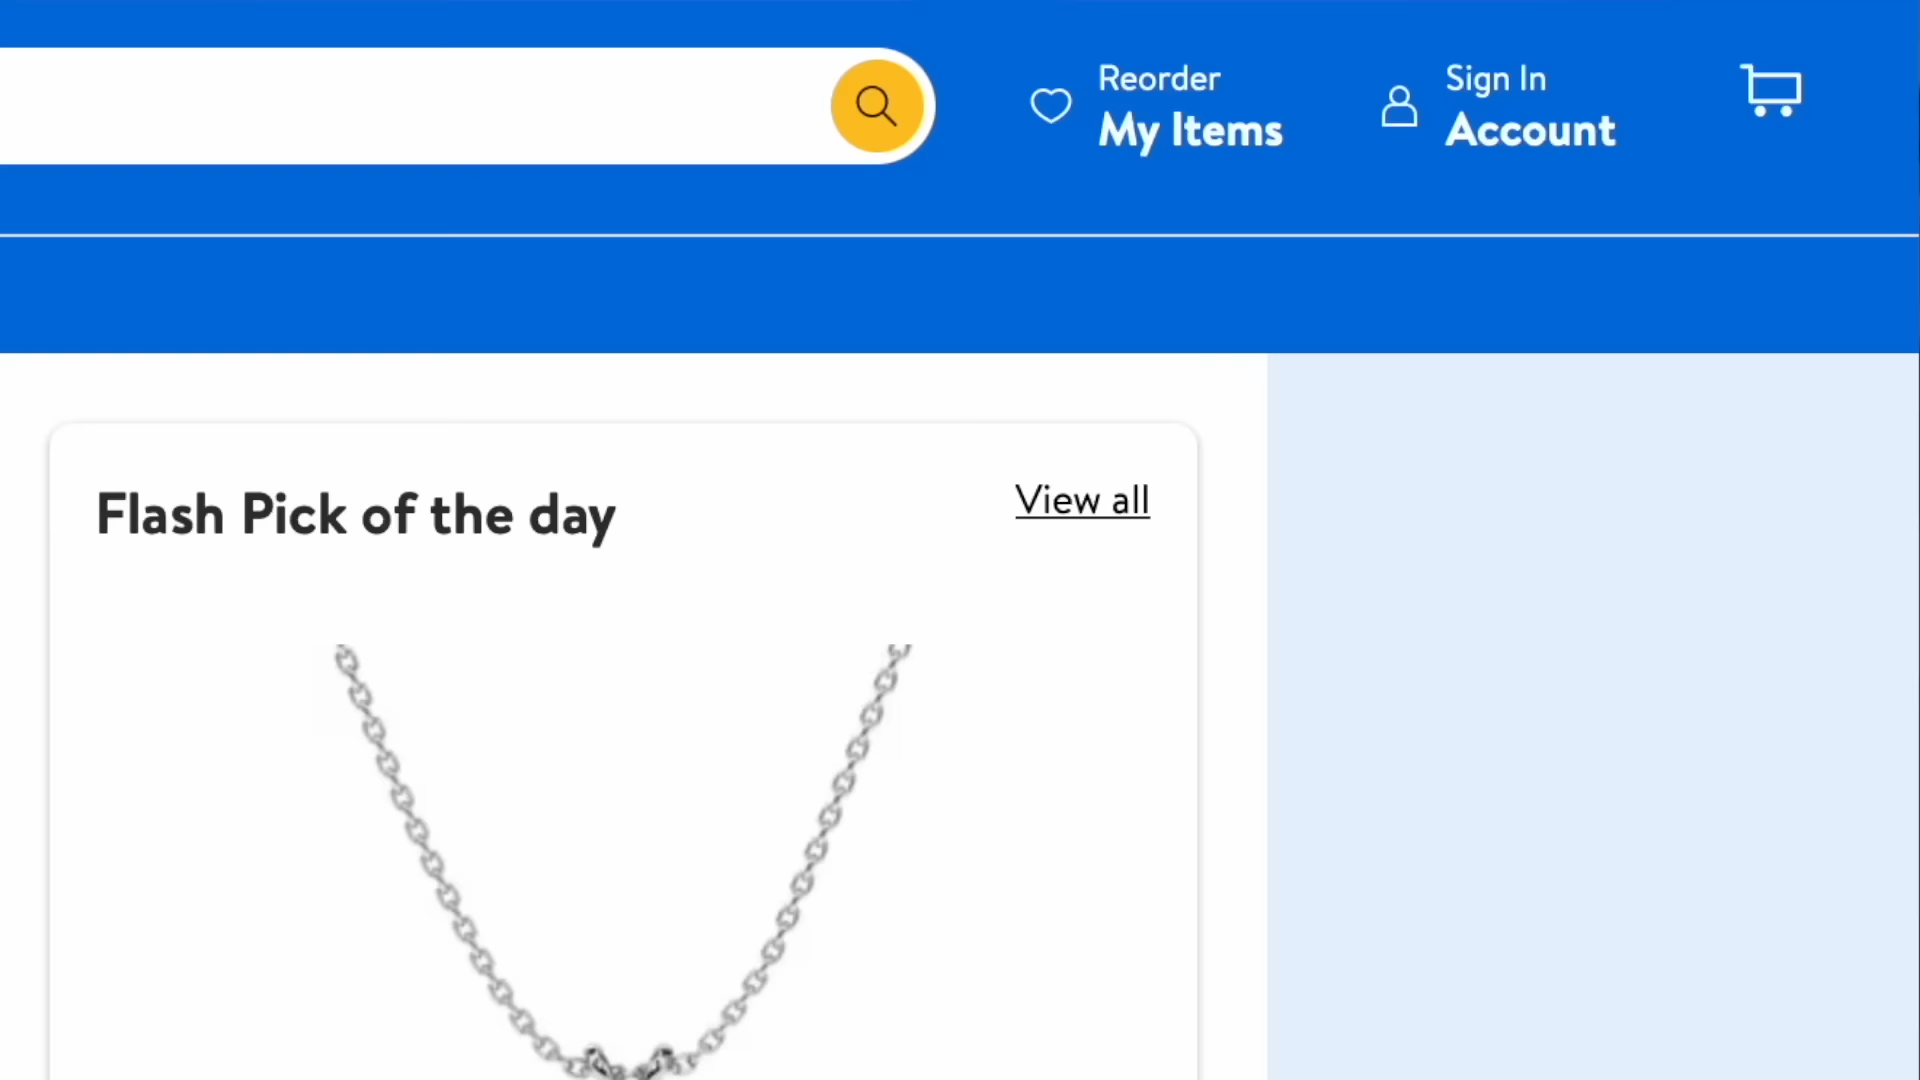 Reorder
My Items
Sign In
Account
Flash Pick of the day
View all